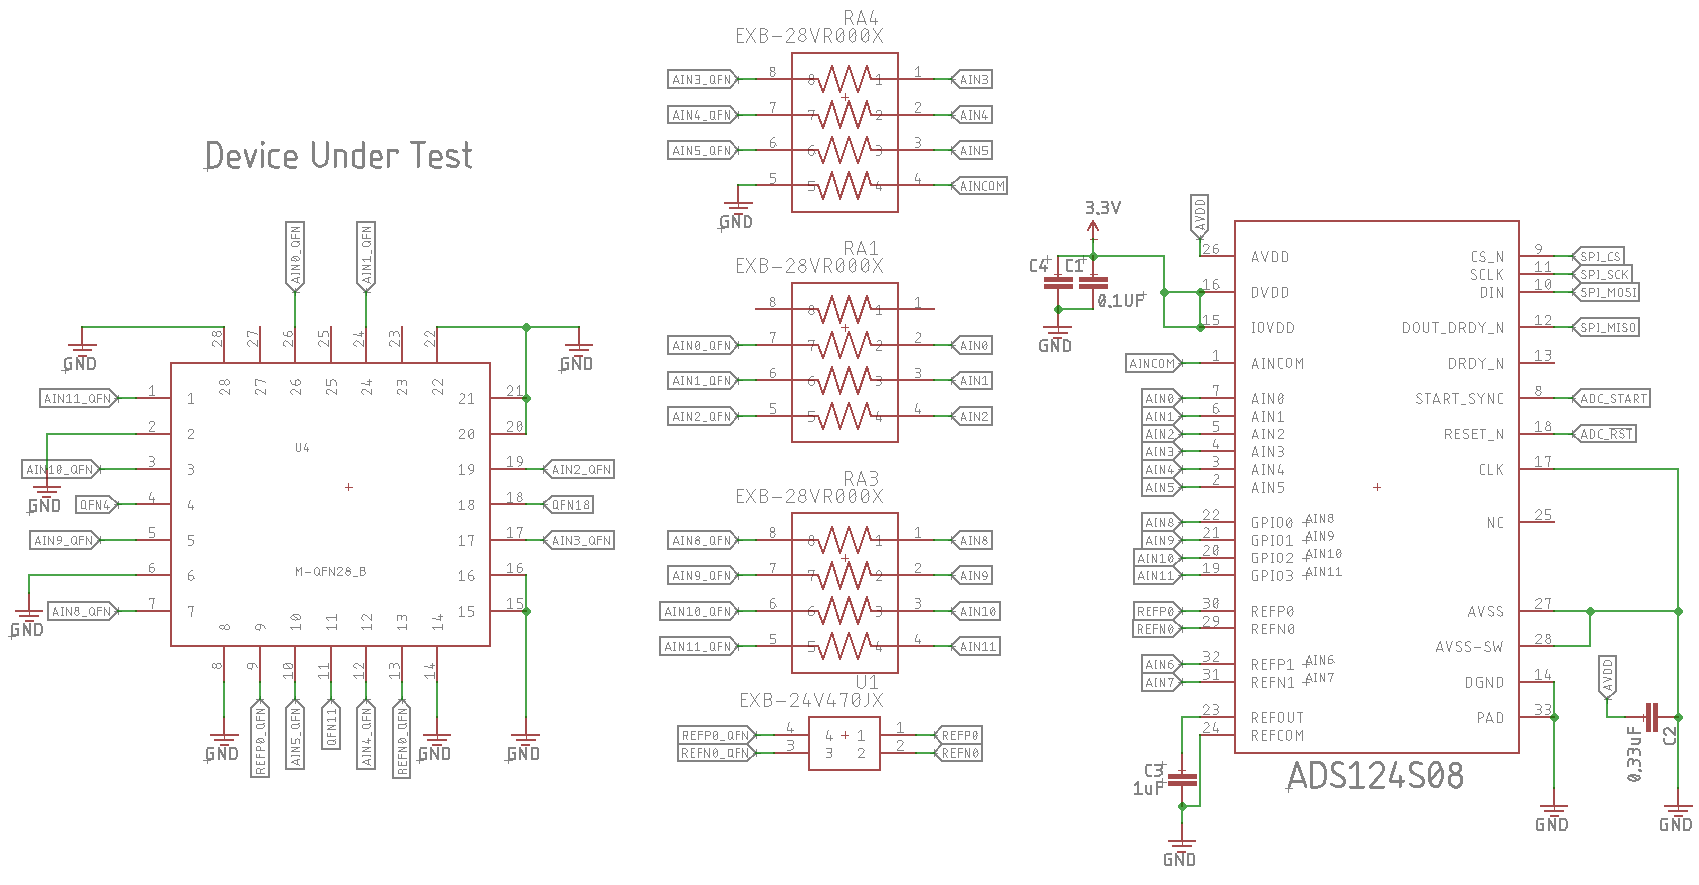 Device Under Test
AIN0_QFN
AIN1_QFN
GND
28
27
26
25
24
23
22
GND
28
27
26
25
24
23
22
AIN11_QFN
1
1
21
21
2
2
20
20
U4
AIN10_QFN
3
3
19
19
AIN2_QFN
GND
QFN4
4
4
18
18
QFN18
AIN9_QFN
5
5
17
17
AIN3_QFN
M-QFN28_B
6
6
16
16
GND
AIN8_QFN
7
7
15
15
8
9
10
11
12
13
14
8
9
10
11
12
13
14
GND
REFP0_QFN
AIN5_QFN
QFN11
AIN4_QFN
REFN0_QFN
GND
GND
RA4
EXB-28VR000X
AIN3_QFN
8
8
1
1
AIN3
AIN4_QFN
7
7
2
2
AIN4
AIN5_QFN
6
6
3
3
AIN5
5
5
4
4
AINCOM
GND
RA1
EXB-28VR000X
8
1
AIN0_QFN
7
7
2
2
AIN0
AIN1_QFN
6
6
3
3
AIN1
AIN2_QFN
5
5
4
4
AIN2
RA3
EXB-28VR000X
AIN8_QFN
8
8
1
1
AIN8
AIN9_QFN
7
7
2
2
AIN9
AIN10_QFN
6
6
3
3
AIN10
AIN11_QFN
5
5
4
4
AIN11
U1
EXB-24V470JX
REFP0_QFN
4
4
1
1
REFP0
REFN0_QFN
3
3
2
2
REFN0
3.3V
C4
C1
0.1UF
GND
AVDD
26
AVDD
16
DVDD
15
IOVDD
AINCOM
1
AINCOM
AIN0
7
AIN0
AIN1
6
AIN1
AIN2
5
AIN2
AIN3
4
AIN3
AIN4
3
AIN4
AIN5
2
AIN5
AIN8
22
GPIO0
AIN8
AIN9
21
GPIO1
AIN9
AIN10
20
GPIO2
AIN10
AIN11
19
GPIO3
AIN11
REFP0
30
REFP0
REFN0
29
REFN0
AIN6
32
REFP1
AIN6
AIN7
31
REFN1
AIN7
23
REFOUT
24
REFCOM
C3
1uF
GND
CS_N
9
SPI_CS
SCLK
11
SPI_SCK
DIN
10
SPI_MOSI
DOUT_DRDY_N
12
SPI_MISO
DRDY_N
13
START_SYNC
8
ADC_START
RESET_N
18
ADC_RST
CLK
17
NC
25
AVSS
27
AVSS-SW
28
DGND
14
PAD
33
AVDD
0.33uF
C2
ADS124S08
GND
GND